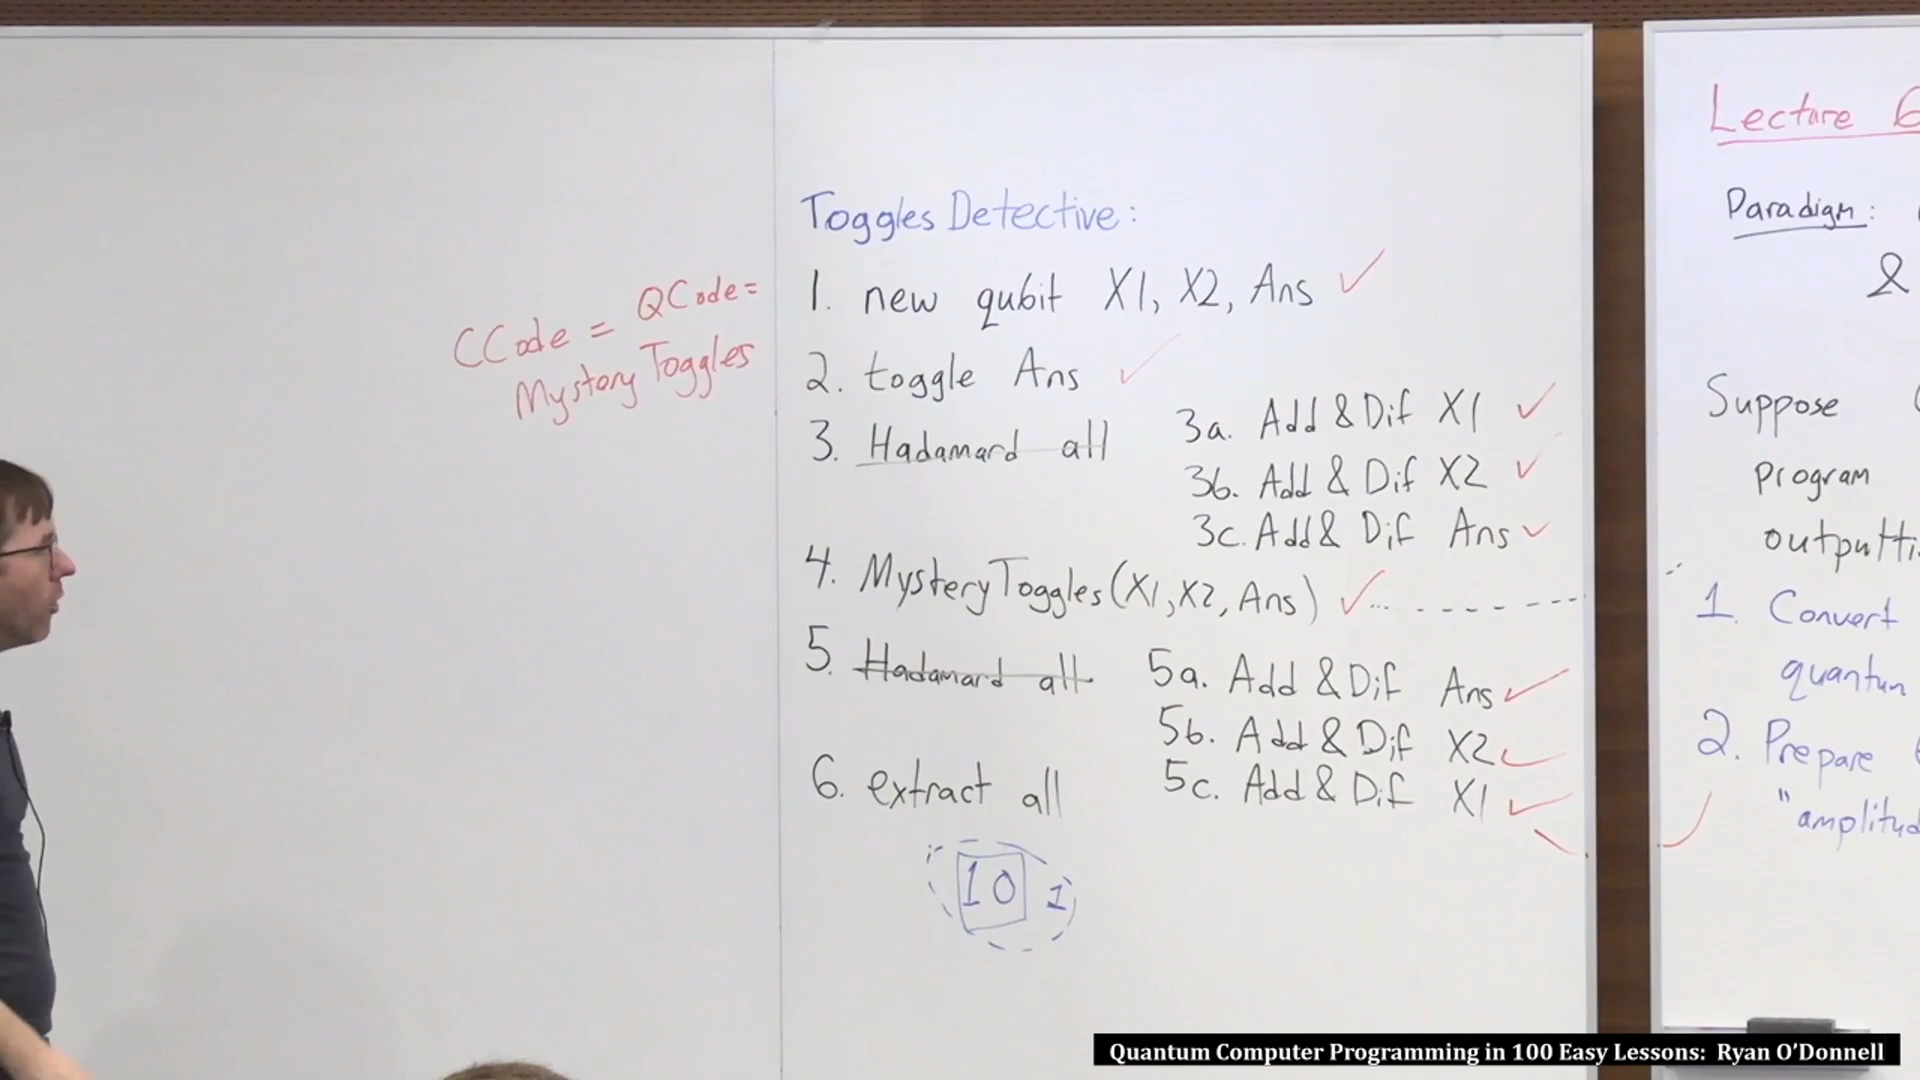 Toggles Detective:
QCode=
CCode =
Mystery Toggles
1. new qubit X1, X2, Ans ✓
2. toggle Ans ✓
3. Hadamard all
3a. Add & Dif X1 ✓
3b. Add & Dif X2 ✓
3c. Add & Dif Ans ✓
4. MysteryToggles(X1,X2, Ans) ✓
5. Hadamard all
5a. Add & Dif Ans ✓
5b. Add & Dif X2 ✓
5c. Add & Dif X1 ✓
6. extract all
10 1
Lecture 6
Paradigm:
&
Suppose
program
1. Convert
2. Prepare
Quantum Computer Programming in 100 Easy Lessons: Ryan O'Donnell